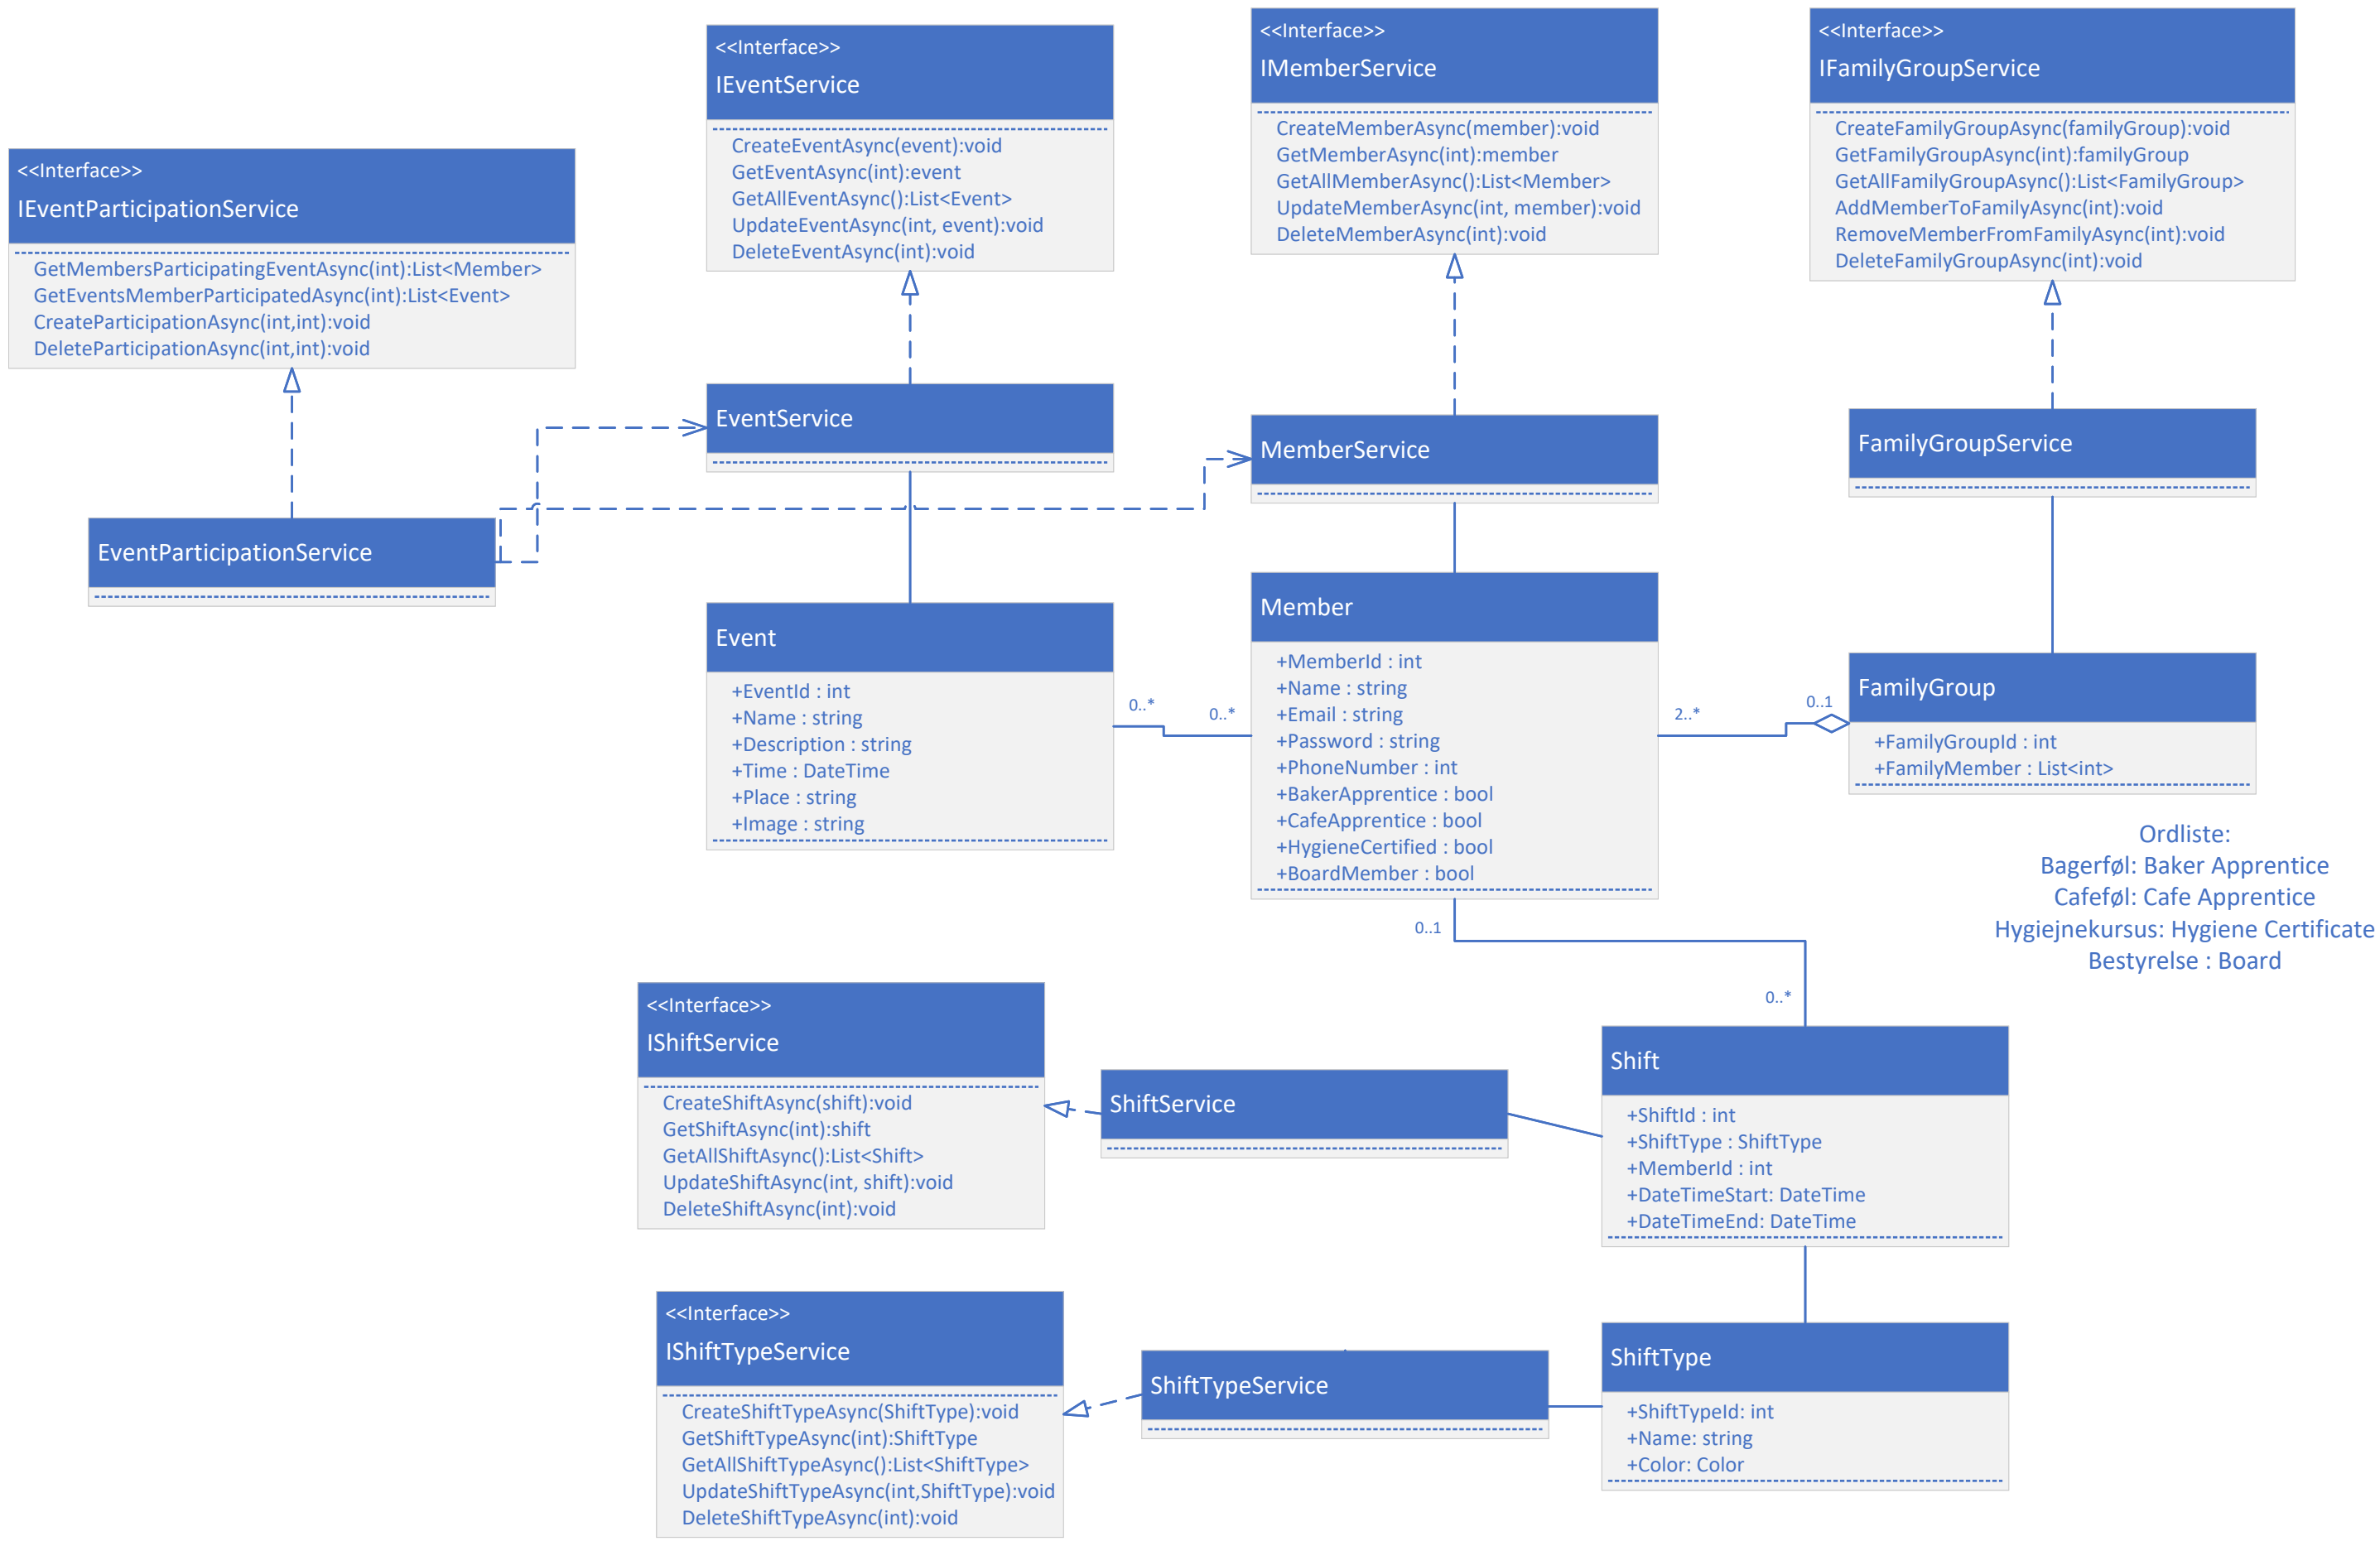 <<Interface>>
IEventParticipationService
GetMembersParticipatingEventAsync(int):List<Member>
GetEventsMemberParticipatedAsync(int):List<Event>
CreateParticipationAsync(int,int):void
DeleteParticipationAsync(int,int):void
<<Interface>>
IEventService
CreateEventAsync(event):void
GetEventAsync(int):event
GetAllEventAsync():List<Event>
UpdateEventAsync(int, event):void
DeleteEventAsync(int):void
<<Interface>>
IMemberService
CreateMemberAsync(member):void
GetMemberAsync(int):member
GetAllMemberAsync():List<Member>
UpdateMemberAsync(int, member):void
DeleteMemberAsync(int):void
<<Interface>>
IFamilyGroupService
CreateFamilyGroupAsync(familyGroup):void
GetFamilyGroupAsync(int):familyGroup
GetAllFamilyGroupAsync():List<FamilyGroup>
AddMemberToFamilyAsync(int):void
RemoveMemberFromFamilyAsync(int):void
DeleteFamilyGroupAsync(int):void
EventParticipationService
EventService
MemberService
FamilyGroupService
Event
+EventId : int
+Name : string
+Description : string
+Time : DateTime
+Place : string
+Image : string
0..*
0..*
Member
+MemberId : int
+Name : string
+Email : string
+Password : string
+PhoneNumber : int
+BakerApprentice : bool
+CafeApprentice : bool
+HygieneCertified : bool
+BoardMember : bool
2..*
0..1
FamilyGroup
+FamilyGroupId : int
+FamilyMember : List<int>
Ordliste:
Bagerføl: Baker Apprentice
Cafeføl: Cafe Apprentice
Hygiejnekursus: Hygiene Certificate
Bestyrelse : Board
0..1
0..*
<<Interface>>
IShiftService
CreateShiftAsync(shift):void
GetShiftAsync(int):shift
GetAllShiftAsync():List<Shift>
UpdateShiftAsync(int, shift):void
DeleteShiftAsync(int):void
ShiftService
Shift
+ShiftId : int
+ShiftType : ShiftType
+MemberId : int
+DateTimeStart: DateTime
+DateTimeEnd: DateTime
<<Interface>>
IShiftTypeService
CreateShiftTypeAsync(ShiftType):void
GetShiftTypeAsync(int):ShiftType
GetAllShiftTypeAsync():List<ShiftType>
UpdateShiftTypeAsync(int,ShiftType):void
DeleteShiftTypeAsync(int):void
ShiftTypeService
ShiftType
+ShiftTypeId: int
+Name: string
+Color: Color